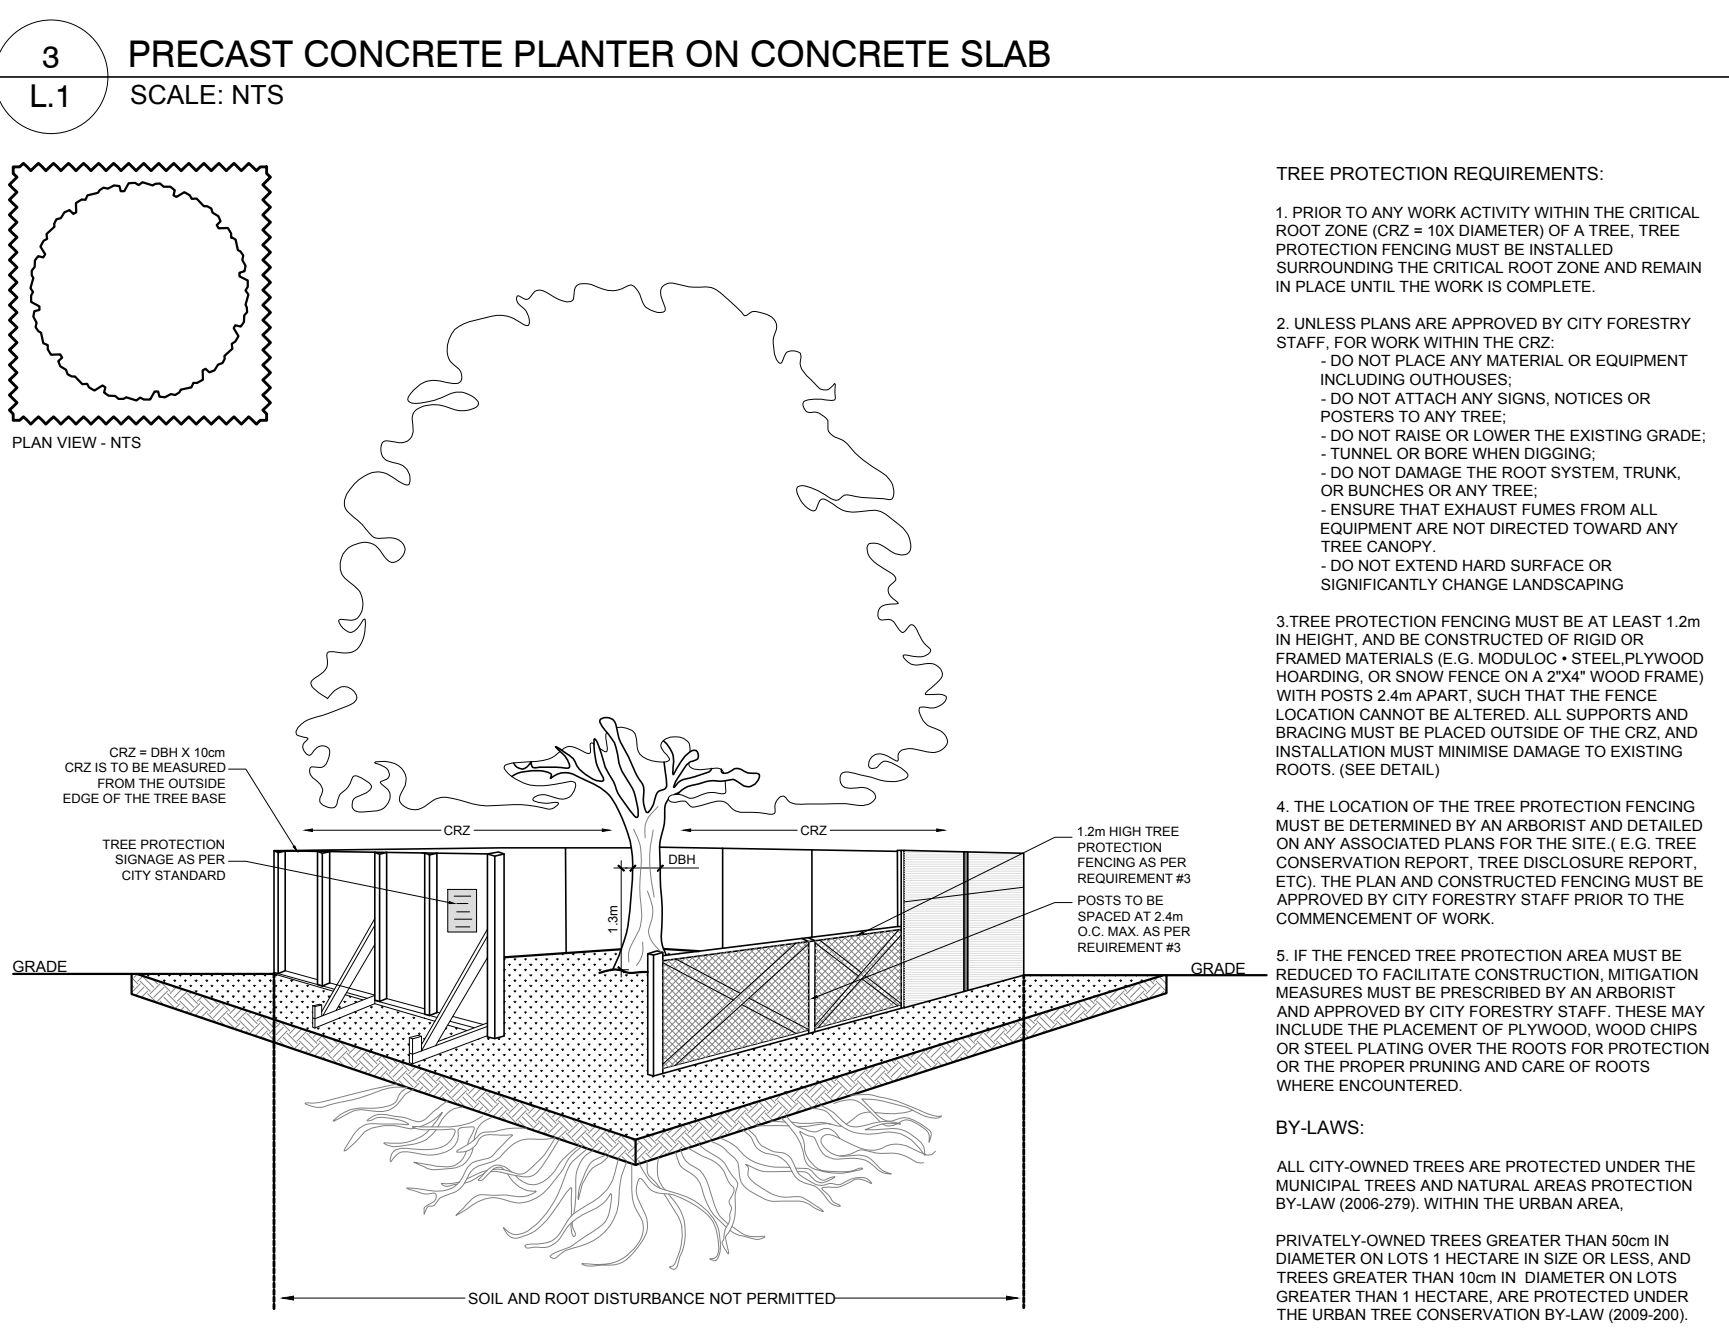 3
L.1
PRECAST CONCRETE PLANTER ON CONCRETE SLAB
SCALE: NTS
PLAN VIEW - NTS
CRZ = DBH X 10cm
CRZ IS TO BE MEASURED
FROM THE OUTSIDE
EDGE OF THE TREE BASE
TREE PROTECTION
SIGNAGE AS PER
CITY STANDARD
CRZ
CRZ
DBH
1.3m
1.2m HIGH TREE
PROTECTION
FENCING AS PER
REQUIREMENT #3
POSTS TO BE
SPACED AT 2.4m
O.C. MAX. AS PER
REUIREMENT #3
GRADE
GRADE
SOIL AND ROOT DISTURBANCE NOT PERMITTED
TREE PROTECTION REQUIREMENTS:
1. PRIOR TO ANY WORK ACTIVITY WITHIN THE CRITICAL
ROOT ZONE (CRZ = 10X DIAMETER) OF A TREE, TREE
PROTECTION FENCING MUST BE INSTALLED
SURROUNDING THE CRITICAL ROOT ZONE AND REMAIN
IN PLACE UNTIL THE WORK IS COMPLETE.
2. UNLESS PLANS ARE APPROVED BY CITY FORESTRY
STAFF, FOR WORK WITHIN THE CRZ:
- DO NOT PLACE ANY MATERIAL OR EQUIPMENT
INCLUDING OUTHOUSES;
- DO NOT ATTACH ANY SIGNS, NOTICES OR
POSTERS TO ANY TREE;
- DO NOT RAISE OR LOWER THE EXISTING GRADE;
- TUNNEL OR BORE WHEN DIGGING;
- DO NOT DAMAGE THE ROOT SYSTEM, TRUNK,
OR BUNCHES OR ANY TREE;
- ENSURE THAT EXHAUST FUMES FROM ALL
EQUIPMENT ARE NOT DIRECTED TOWARD ANY
TREE CANOPY.
- DO NOT EXTEND HARD SURFACE OR
SIGNIFICANTLY CHANGE LANDSCAPING
3.TREE PROTECTION FENCING MUST BE AT LEAST 1.2m
IN HEIGHT, AND BE CONSTRUCTED OF RIGID OR
FRAMED MATERIALS (E.G. MODULOC • STEEL,PLYWOOD
HOARDING, OR SNOW FENCE ON A 2"X4" WOOD FRAME)
WITH POSTS 2.4m APART, SUCH THAT THE FENCE
LOCATION CANNOT BE ALTERED. ALL SUPPORTS AND
BRACING MUST BE PLACED OUTSIDE OF THE CRZ, AND
INSTALLATION MUST MINIMISE DAMAGE TO EXISTING
ROOTS. (SEE DETAIL)
4. THE LOCATION OF THE TREE PROTECTION FENCING
MUST BE DETERMINED BY AN ARBORIST AND DETAILED
ON ANY ASSOCIATED PLANS FOR THE SITE.( E.G. TREE
CONSERVATION REPORT, TREE DISCLOSURE REPORT,
ETC). THE PLAN AND CONSTRUCTED FENCING MUST BE
APPROVED BY CITY FORESTRY STAFF PRIOR TO THE
COMMENCEMENT OF WORK.
5. IF THE FENCED TREE PROTECTION AREA MUST BE
REDUCED TO FACILITATE CONSTRUCTION, MITIGATION
MEASURES MUST BE PRESCRIBED BY AN ARBORIST
AND APPROVED BY CITY FORESTRY STAFF. THESE MAY
INCLUDE THE PLACEMENT OF PLYWOOD, WOOD CHIPS
OR STEEL PLATING OVER THE ROOTS FOR PROTECTION
OR THE PROPER PRUNING AND CARE OF ROOTS
WHERE ENCOUNTERED.
BY-LAWS:
ALL CITY-OWNED TREES ARE PROTECTED UNDER THE
MUNICIPAL TREES AND NATURAL AREAS PROTECTION
BY-LAW (2006-279). WITHIN THE URBAN AREA,
PRIVATELY-OWNED TREES GREATER THAN 50cm IN
DIAMETER ON LOTS 1 HECTARE IN SIZE OR LESS, AND
TREES GREATER THAN 10cm IN  DIAMETER ON LOTS
GREATER THAN 1 HECTARE, ARE PROTECTED UNDER
THE URBAN TREE CONSERVATION BY-LAW (2009-200).